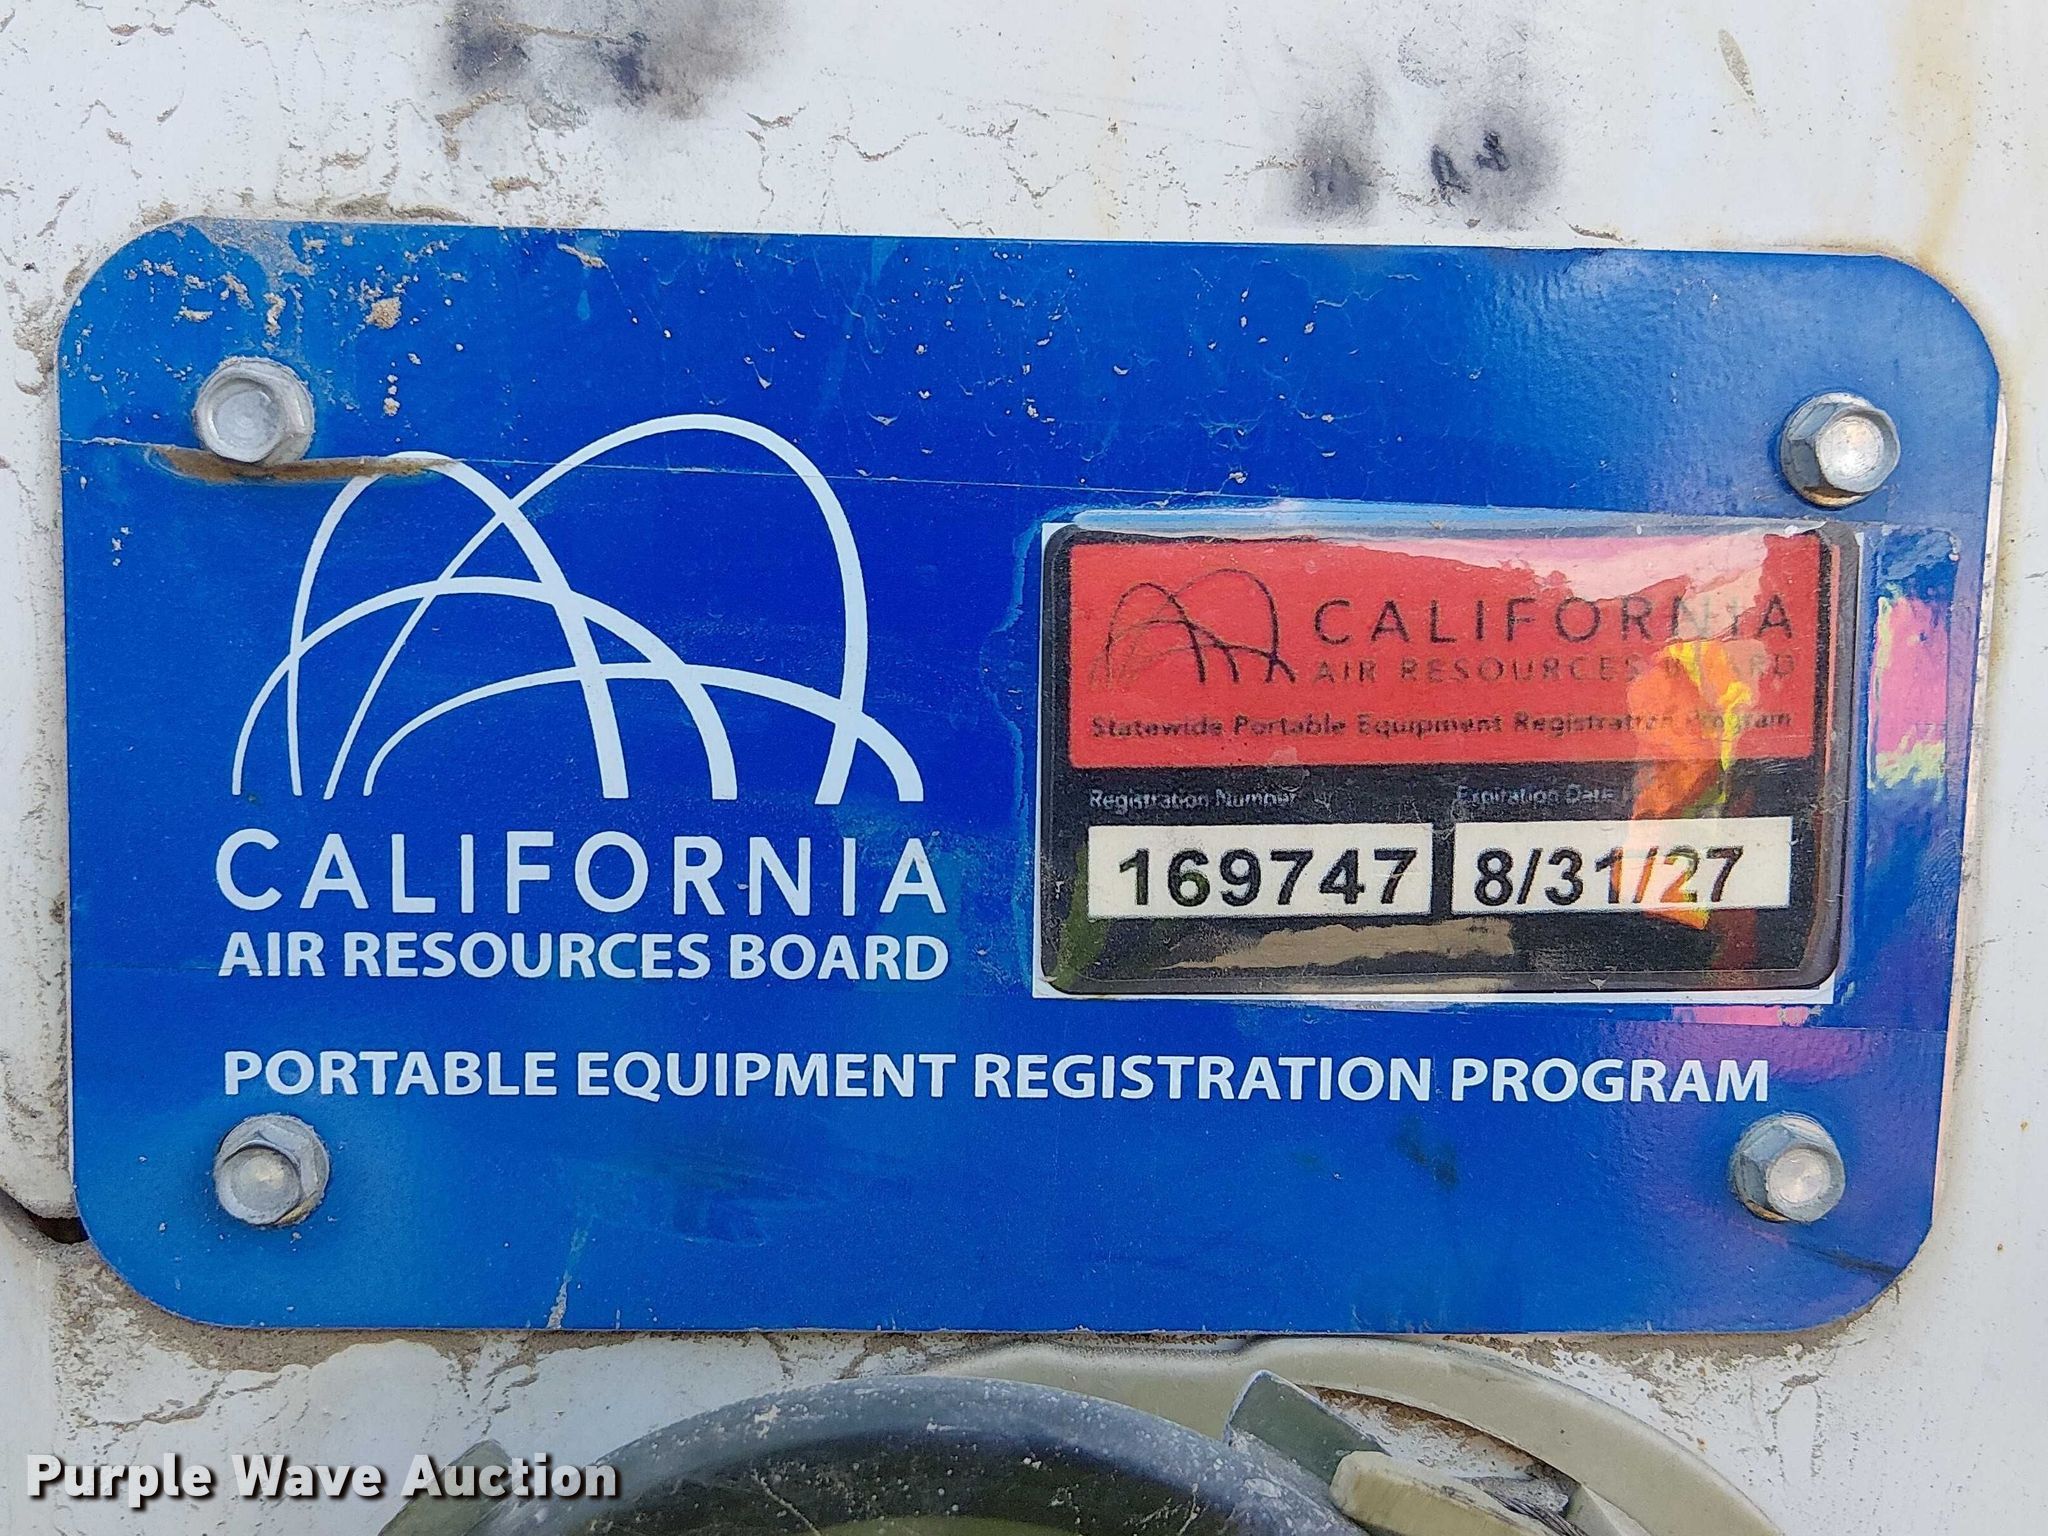 CALIFORNIA
AIR RESOURCES BOARD
PORTABLE EQUIPMENT REGISTRATION PROGRAM
CALIFORNIA
AIR RESOURCES BOARD
Statewide Portable Equipment Registration Program
Registration Number Expiration Date
169747 8/31/27
Purple Wave Auction